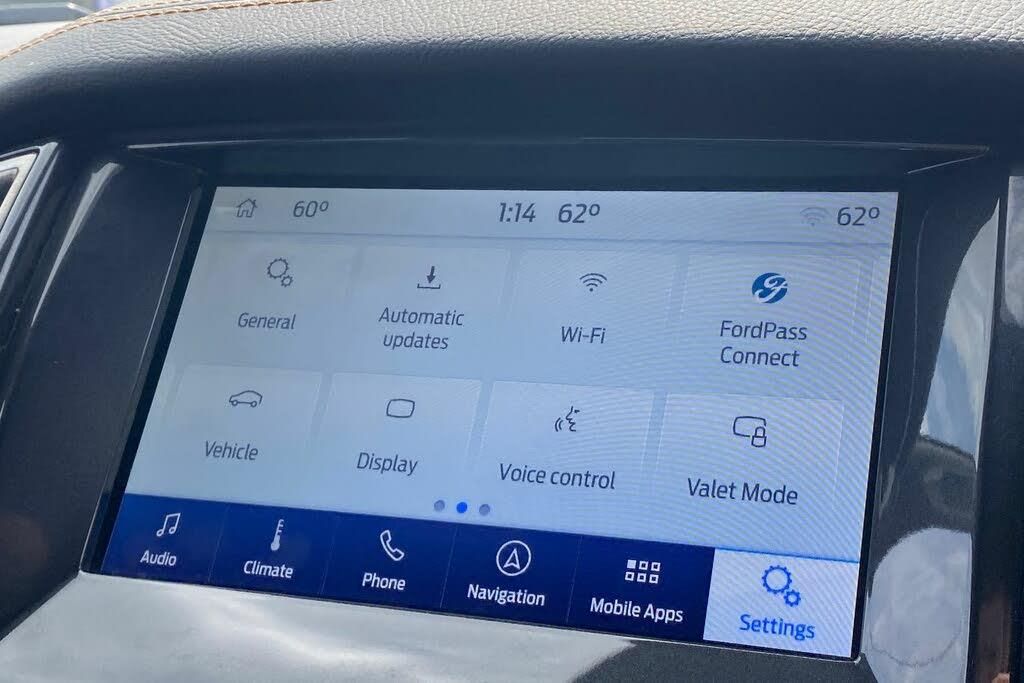 60° 1:14 62° 62°
General
Automatic
updates
Wi-Fi
FordPass
Connect
Vehicle
Display
Voice control
Valet Mode
Audio
Climate
Phone
Navigation
Mobile Apps
Settings